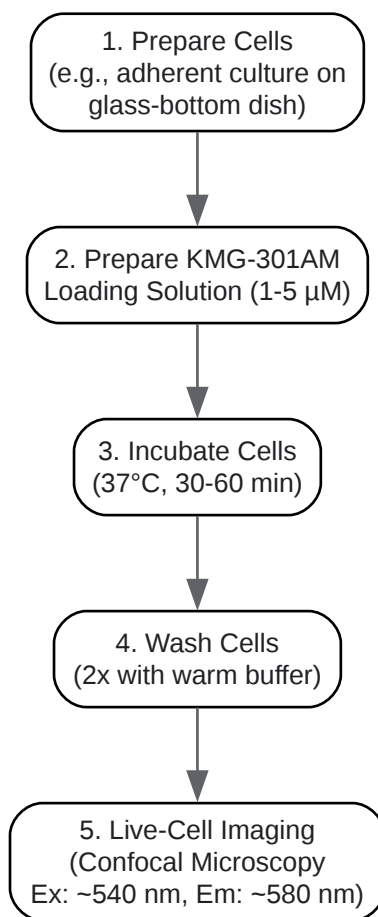 1. Prepare Cells
(e.g., adherent culture on
glass-bottom dish)
2. Prepare KMG-301AM
Loading Solution (1-5 µM)
3. Incubate Cells
(37°C, 30-60 min)
4. Wash Cells
(2x with warm buffer)
5. Live-Cell Imaging
(Confocal Microscopy
Ex: ~540 nm, Em: ~580 nm)